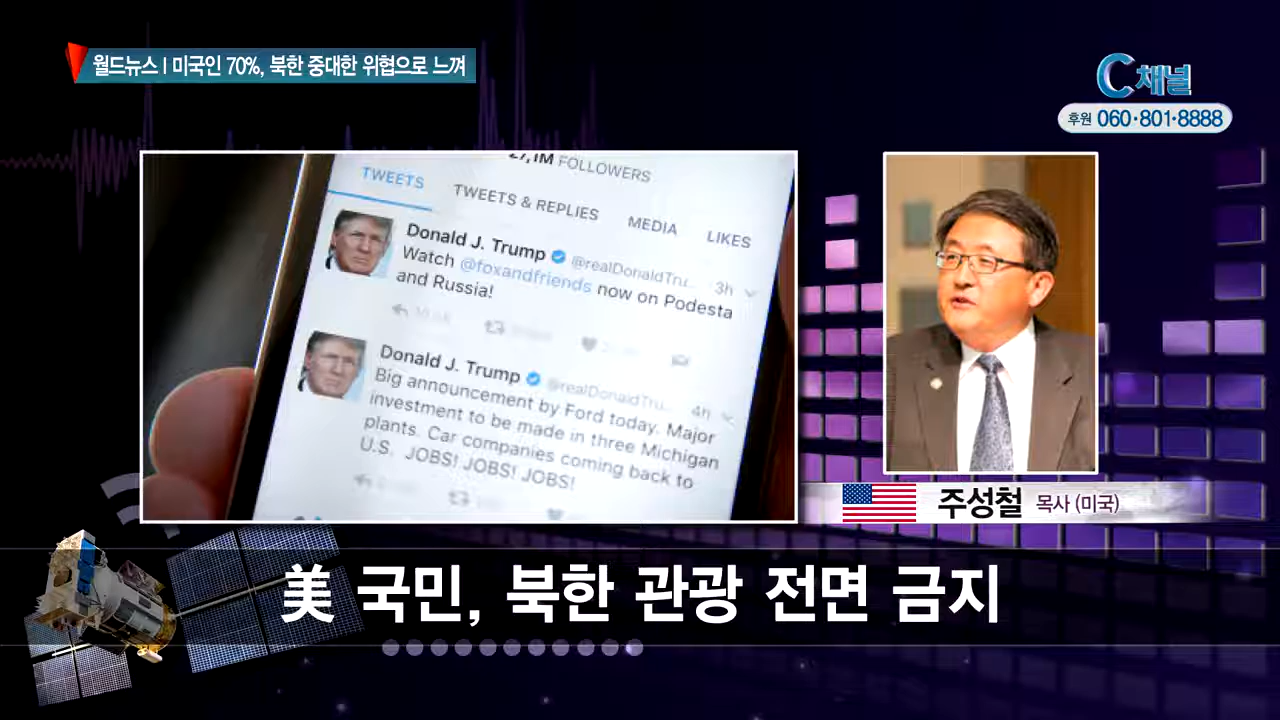 월드뉴스 | 미국인 70%, 북한 중대한 위협으로 느껴
C채널
후원 060·801·8888
27,1M FOLLOWERS
TWEETS
TWEETS & REPLIES
MEDIA
LIKES
Donald J. Trump @realDonaldTru... · 3h
Watch @foxandfriends now on Podesta
and Russia!
Donald J. Trump @realDonaldTru... 4h
Big announcement by Ford today. Major
investment to be made in three Michigan
plants. Car companies coming back to
U.S. JOBS! JOBS! JOBS!
주성철 목사 (미국)
美 국민, 북한 관광 전면 금지